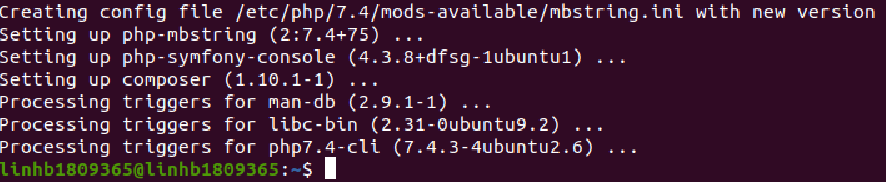 Creating config file /etc/php/7.4/mods-available/mbstring.ini with new version
Setting up php-mbstring (2:7.4+75) ...
Setting up php-symfony-console (4.3.8+dfsg-1ubuntu1) ...
Setting up composer (1.10.1-1) ...
Processing triggers for man-db (2.9.1-1) ...
Processing triggers for libc-bin (2.31-0ubuntu9.2) ...
Processing triggers for php7.4-cli (7.4.3-4ubuntu2.6) ...
linhb1809365@linhb1809365:~$